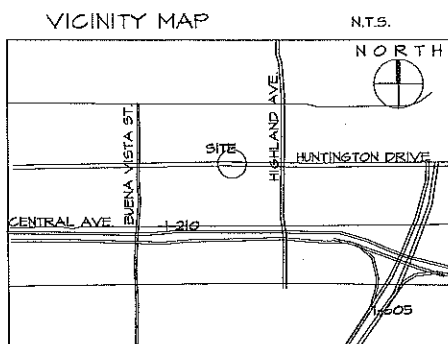 VICINITY MAP
N.T.S.
NORTH
BUENA VISTA ST.
HIGHLAND AVE.
SITE
HUNTINGTON DRIVE
CENTRAL AVE.
I-210
I-605